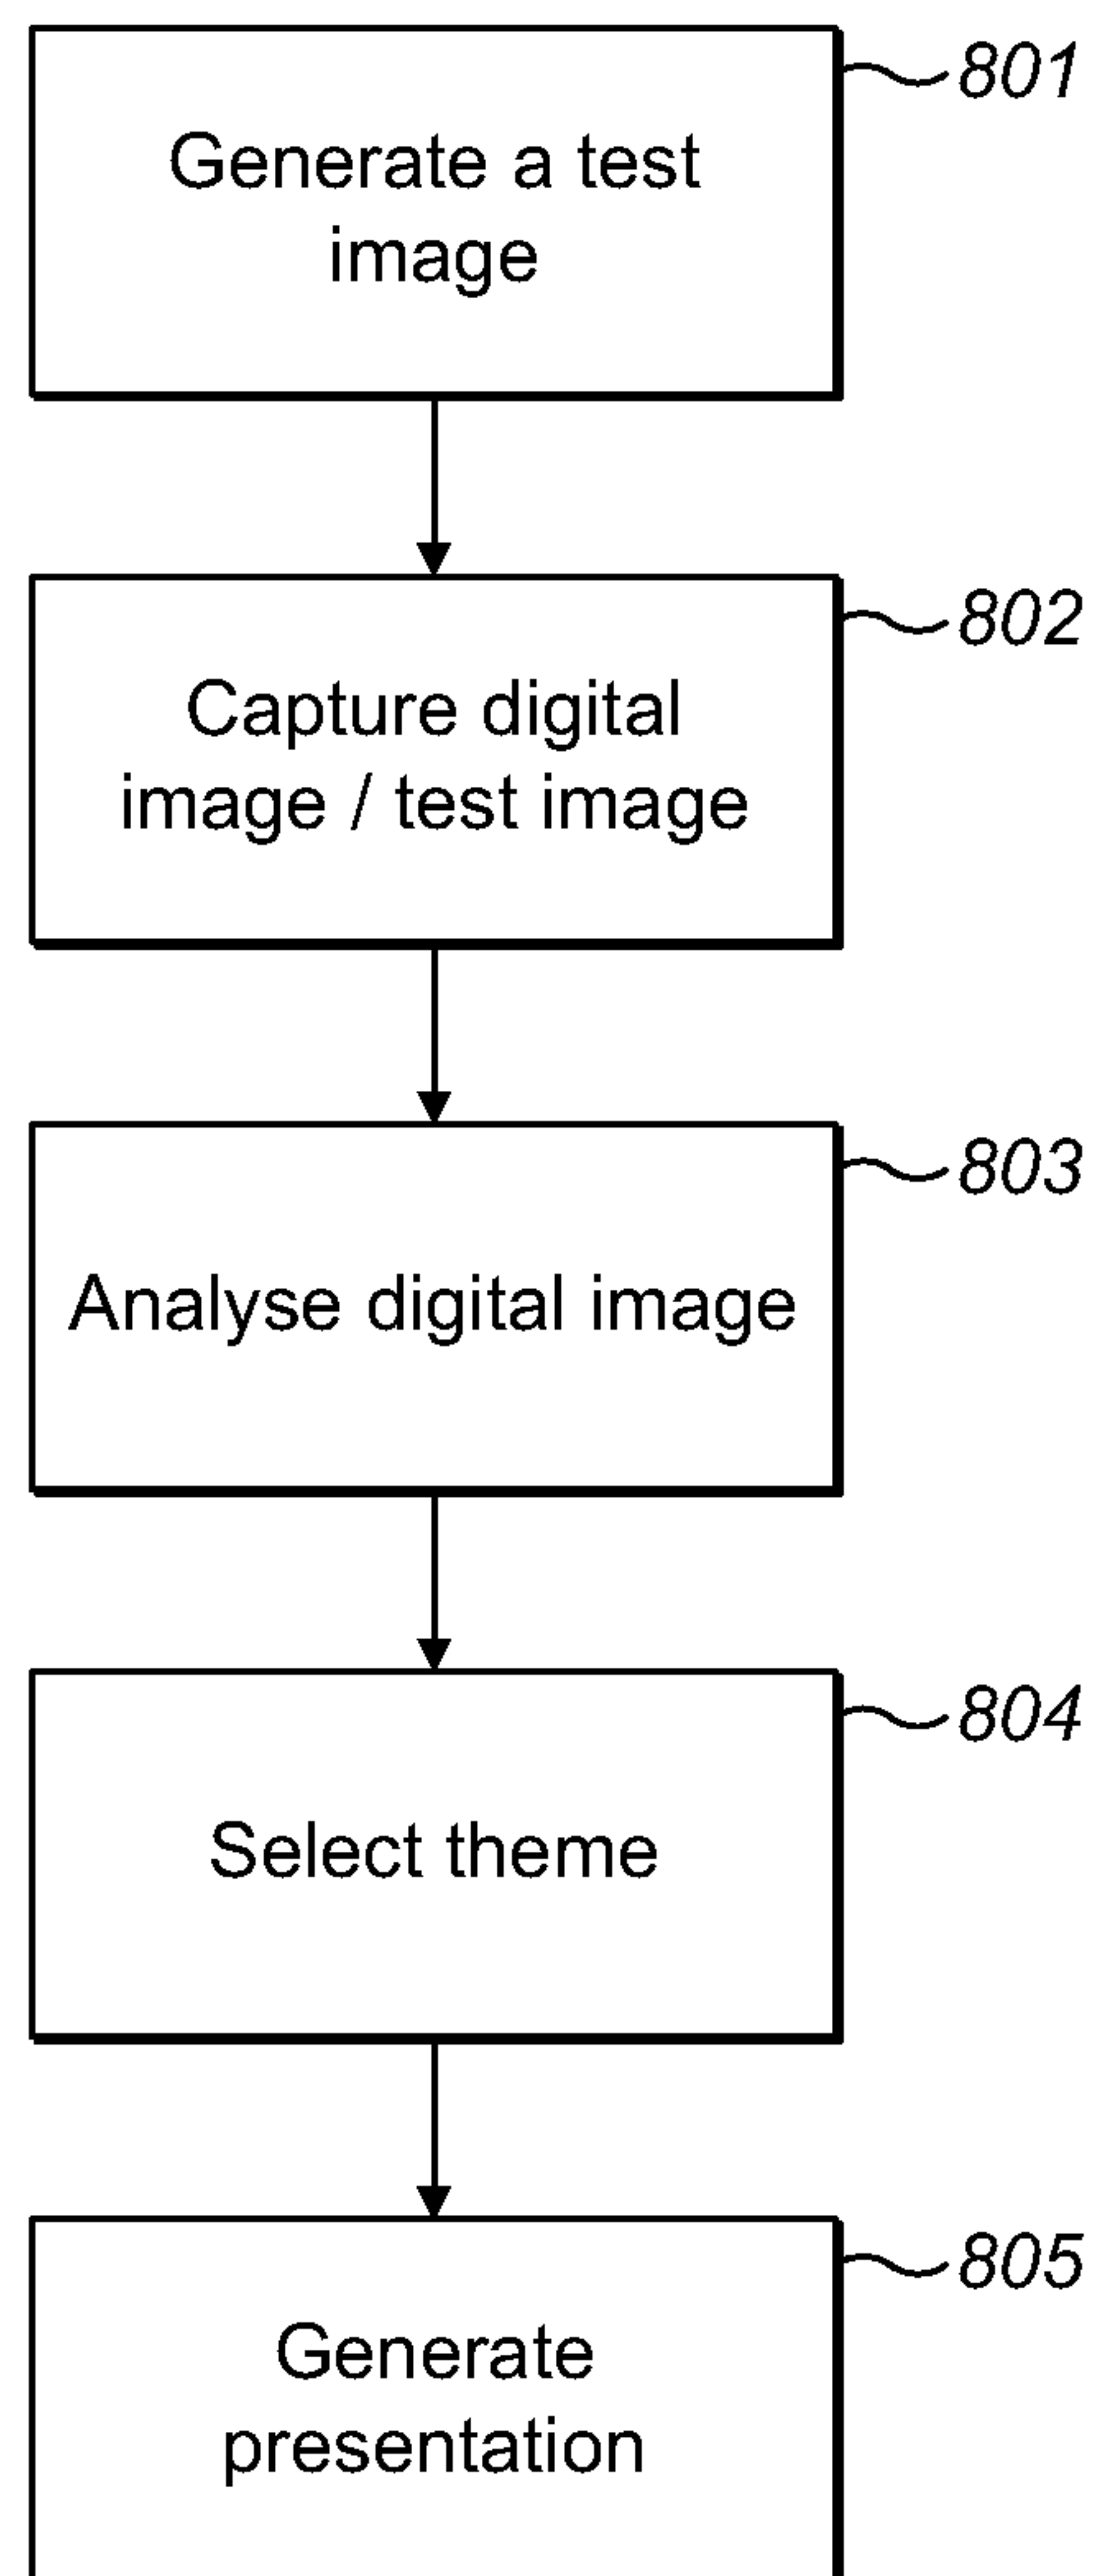 801
Generate a test
image
802
Capture digital
image / test image
803
Analyse digital image
804
Select theme
805
Generate
presentation